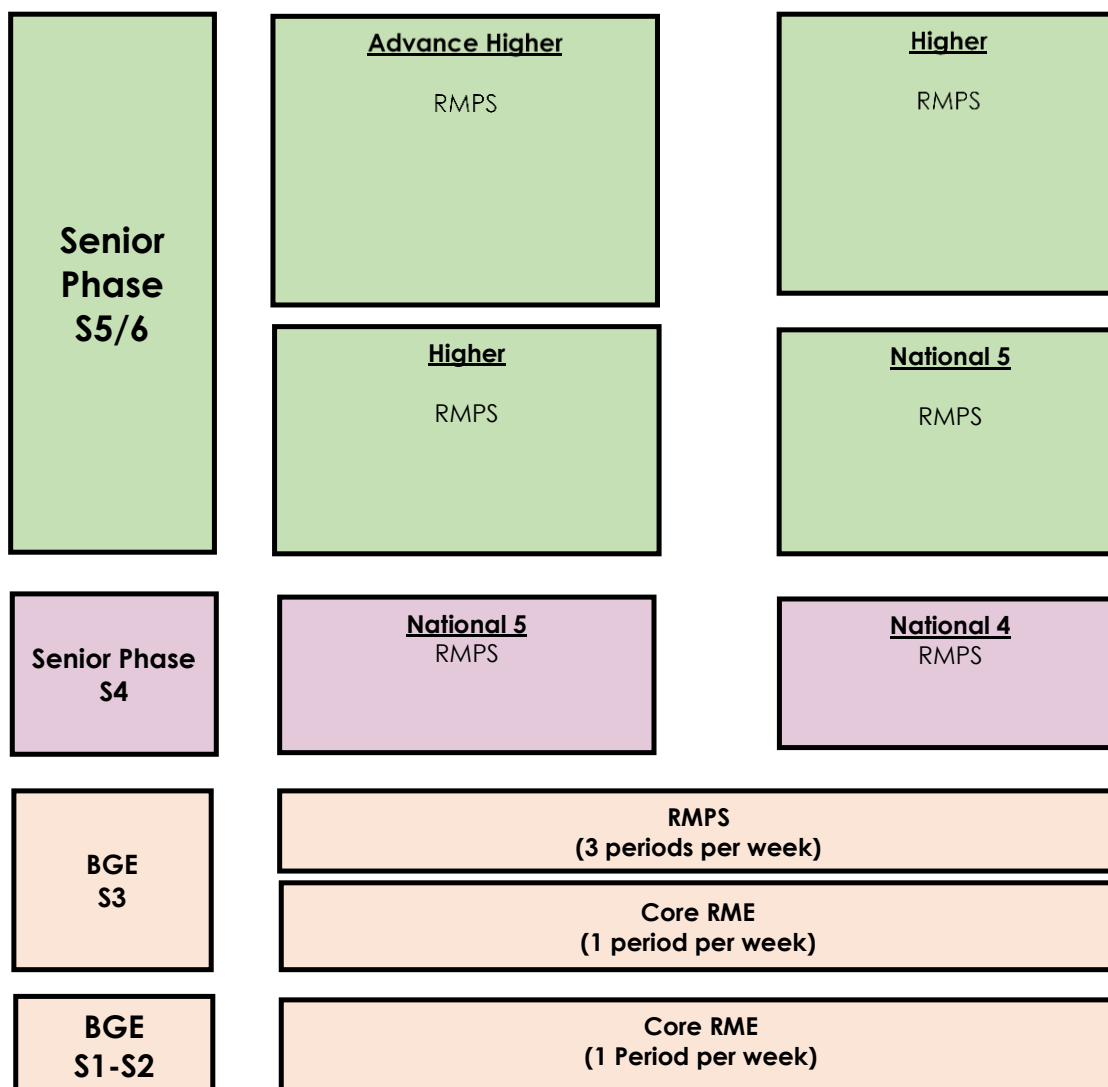 Senior
Phase
S5/6
Advance Higher
RMPS
Higher
RMPS
Higher
RMPS
National 5
RMPS
Senior Phase
S4
National 5
RMPS
National 4
RMPS
BGE
S3
RMPS
(3 periods per week)
Core RME
(1 period per week)
BGE
S1-S2
Core RME
(1 Period per week)